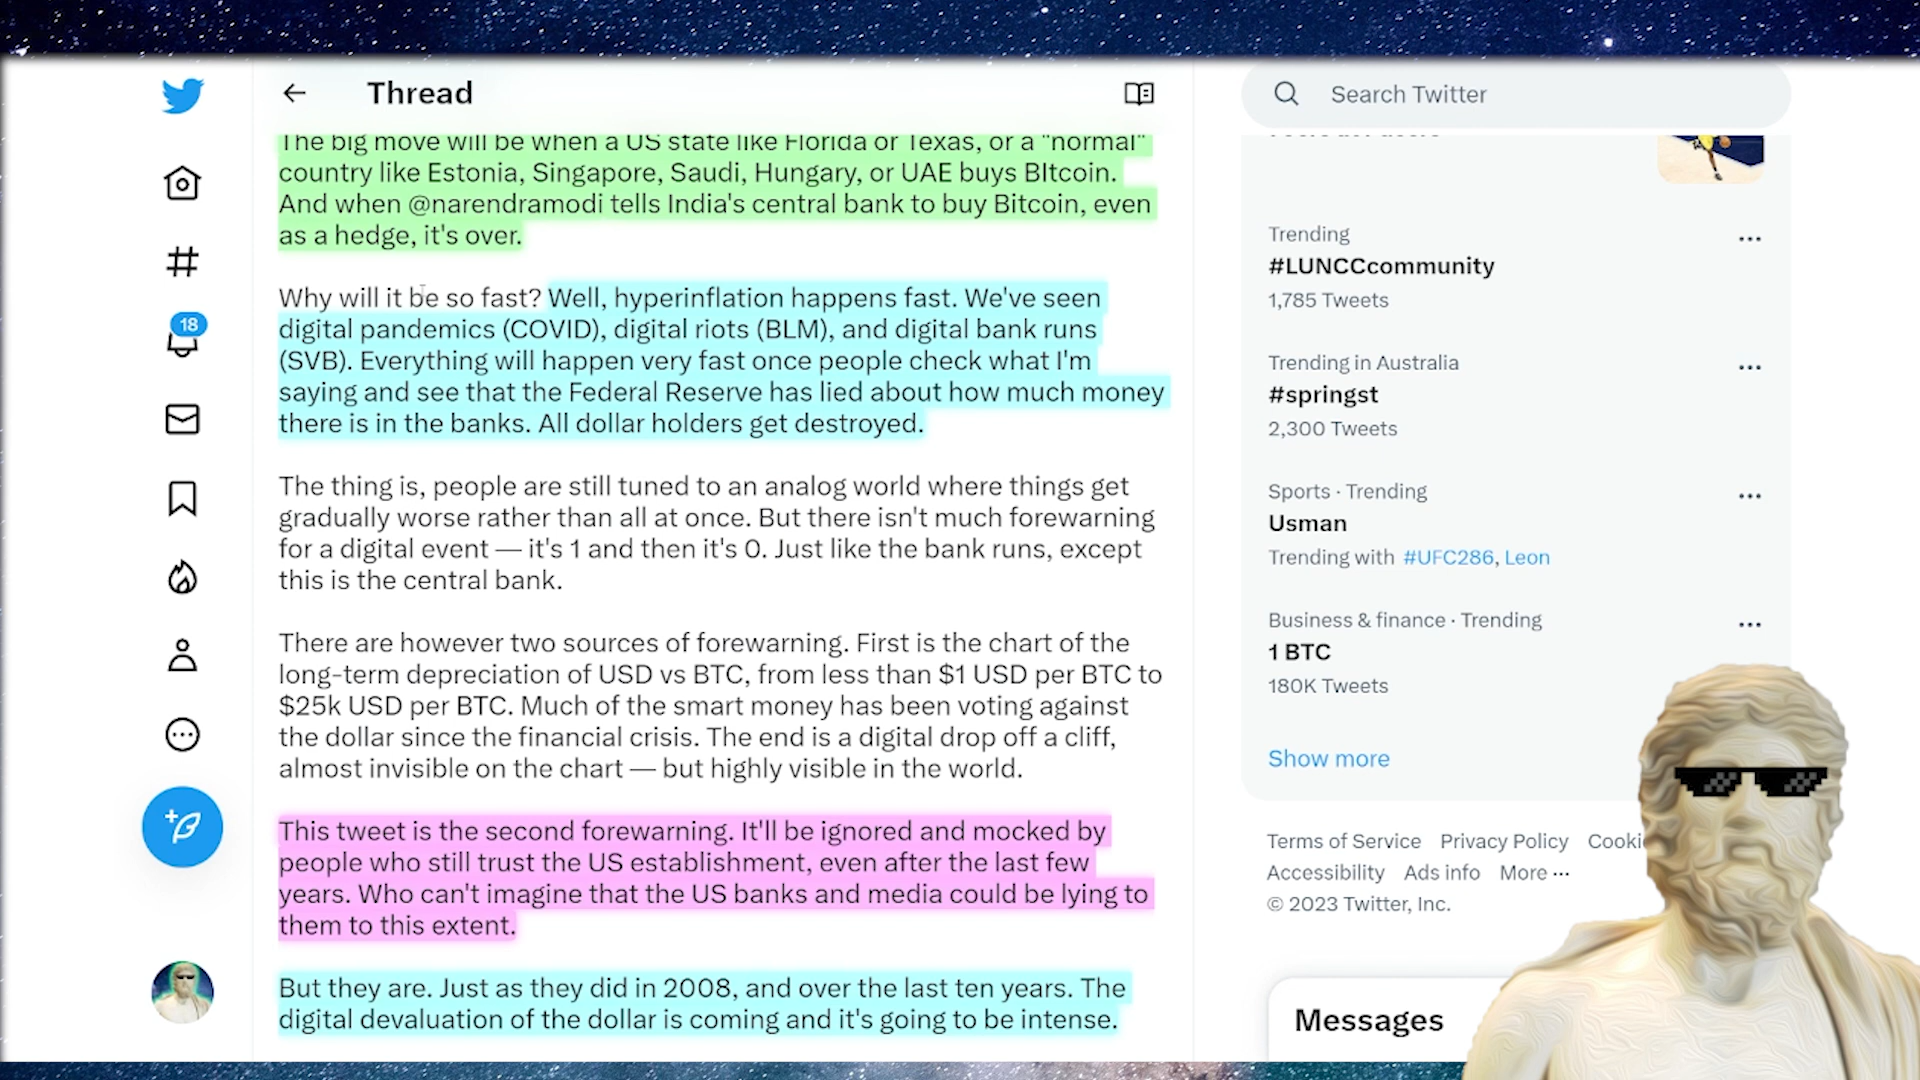 Thread
The big move will be when a US state like Florida or Texas, or a "normal"
country like Estonia, Singapore, Saudi, Hungary, or UAE buys BItcoin.
And when @narendramodi tells India's central bank to buy Bitcoin, even
as a hedge, it's over.
Why will it be so fast? Well, hyperinflation happens fast. We've seen
digital pandemics (COVID), digital riots (BLM), and digital bank runs
(SVB). Everything will happen very fast once people check what I'm
saying and see that the Federal Reserve has lied about how much money
there is in the banks. All dollar holders get destroyed.
The thing is, people are still tuned to an analog world where things get
gradually worse rather than all at once. But there isn't much forewarning
for a digital event — it's 1 and then it's 0. Just like the bank runs, except
this is the central bank.
There are however two sources of forewarning. First is the chart of the
long-term depreciation of USD vs BTC, from less than $1 USD per BTC to
$25k USD per BTC. Much of the smart money has been voting against
the dollar since the financial crisis. The end is a digital drop off a cliff,
almost invisible on the chart — but highly visible in the world.
This tweet is the second forewarning. It'll be ignored and mocked by
people who still trust the US establishment, even after the last few
years. Who can't imagine that the US banks and media could be lying to
them to this extent.
But they are. Just as they did in 2008, and over the last ten years. The
digital devaluation of the dollar is coming and it's going to be intense.
18
Search Twitter
Trending
#LUNCCcommunity
1,785 Tweets
Trending in Australia
#springst
2,300 Tweets
Sports · Trending
Usman
Trending with #UFC286, Leon
Business & finance · Trending
1 BTC
180K Tweets
Show more
Terms of Service Privacy Policy
Accessibility Ads info More
© 2023 Twitter, Inc.
Messages